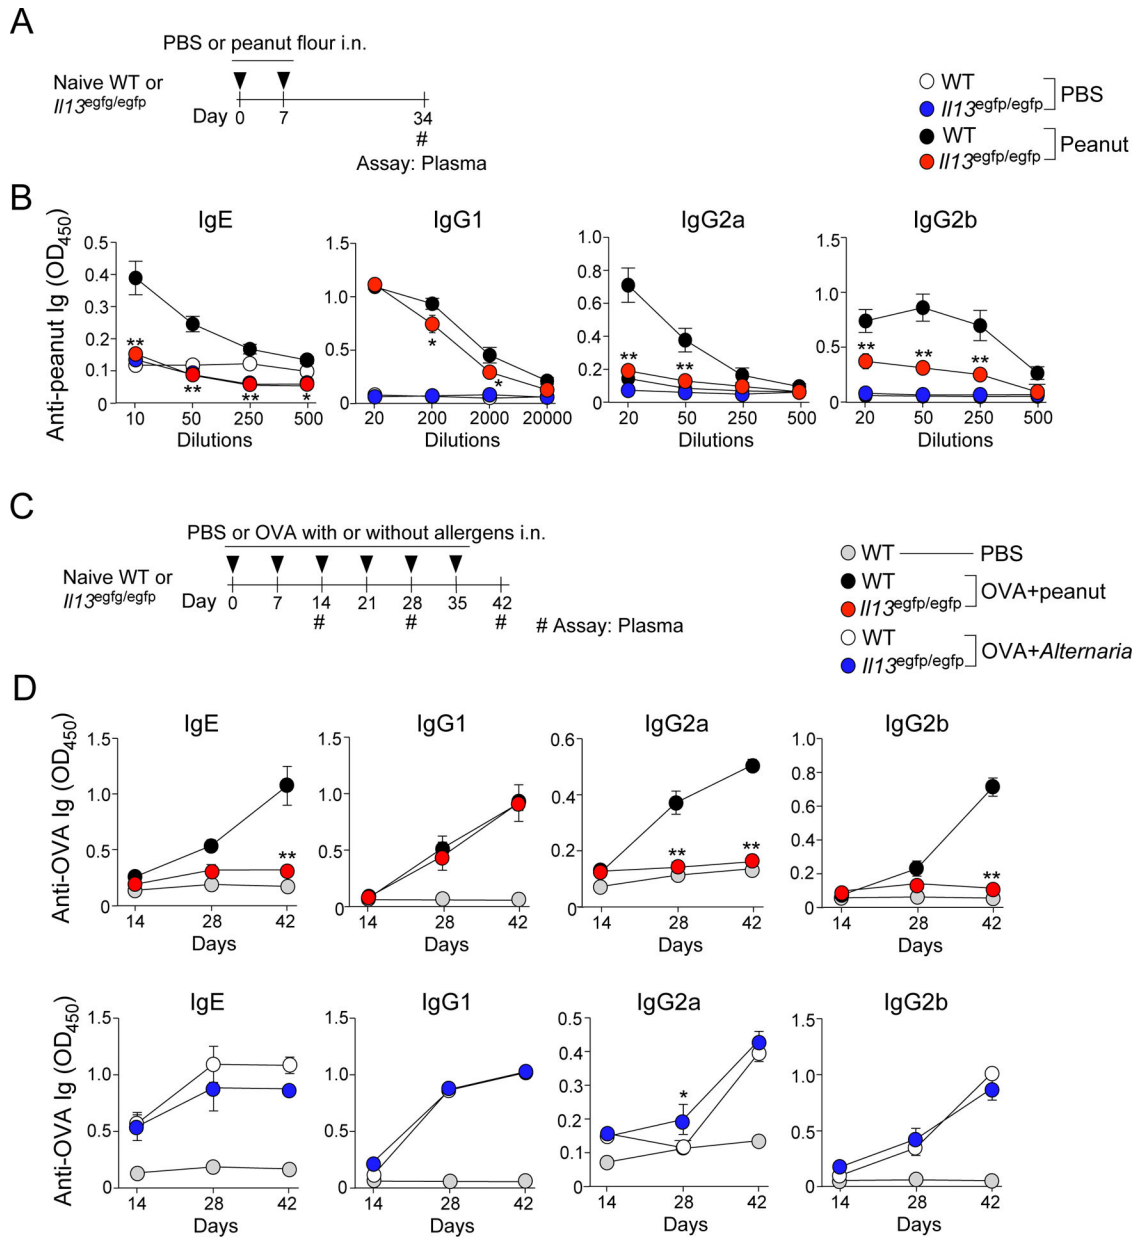 A
PBS or peanut flour i.n.
Naive WT or
Il13egfg/egfp
Day 0 7 34
#
Assay: Plasma
WT
Il13egfp/egfp
PBS
WT
Il13egfp/egfp
Peanut
B
Anti-peanut Ig (OD450)
IgE
0.5
0.4
0.3
0.2
0.1
0
** ** ** *
10 50 250 500
Dilutions
IgG1
1.5
1.0
0.5
0
* *
20 200 2000 20000
Dilutions
IgG2a
1.0
0.8
0.6
0.4
0.2
0
** **
20 50 250 500
Dilutions
IgG2b
1.5
1.0
0.5
0
** ** **
20 50 250 500
Dilutions
C
PBS or OVA with or without allergens i.n.
Naive WT or
Il13egfg/egfp
Day 0 7 14 21 28 35 42
# # # # Assay: Plasma
WT PBS
WT
Il13egfp/egfp
OVA+peanut
WT
Il13egfp/egfp
OVA+Alternaria
D
Anti-OVA Ig (OD450)
IgE
1.5
1.0
0.5
0
**
14 28 42
Days
IgG1
1.5
1.0
0.5
0
14 28 42
Days
IgG2a
0.6
0.4
0.2
0
** **
14 28 42
Days
IgG2b
1.0
0.8
0.6
0.4
0.2
0
**
14 28 42
Days
Anti-OVA Ig (OD450)
IgE
1.5
1.0
0.5
0
14 28 42
Days
IgG1
1.5
1.0
0.5
0
14 28 42
Days
IgG2a
0.5
0.4
0.3
0.2
0.1
0
*
14 28 42
Days
IgG2b
1.5
1.0
0.5
0
14 28 42
Days